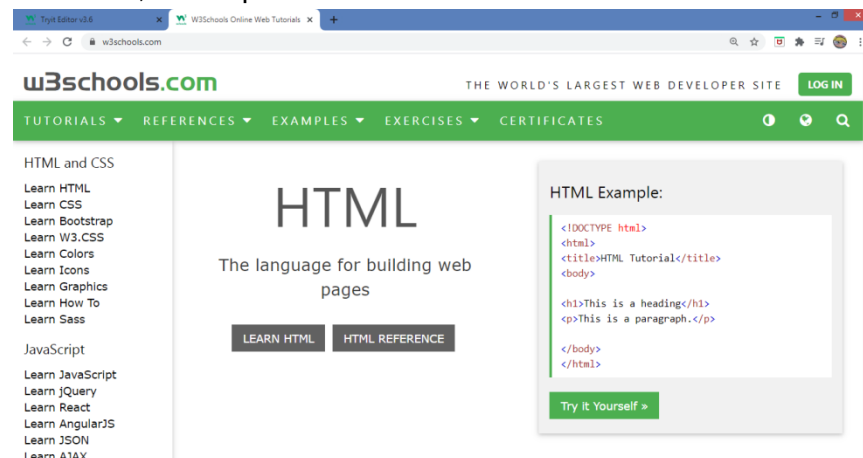 Tryit Editor v3.6
W3Schools Online Web Tutorials
w3schools.com
w3schools.com
THE WORLD'S LARGEST WEB DEVELOPER SITE
LOG IN
TUTORIALS REFERENCES EXAMPLES EXERCISES CERTIFICATES
HTML and CSS
Learn HTML
Learn CSS
Learn Bootstrap
Learn W3.CSS
Learn Colors
Learn Icons
Learn Graphics
Learn How To
Learn Sass
JavaScript
Learn JavaScript
Learn jQuery
Learn React
Learn AngularJS
Learn JSON
Learn AJAX
HTML
The language for building web
pages
LEARN HTML HTML REFERENCE
HTML Example:
<!DOCTYPE html>
<html>
<title>HTML Tutorial</title>
<body>
<h1>This is a heading</h1>
<p>This is a paragraph.</p>
</body>
</html>
Try it Yourself »